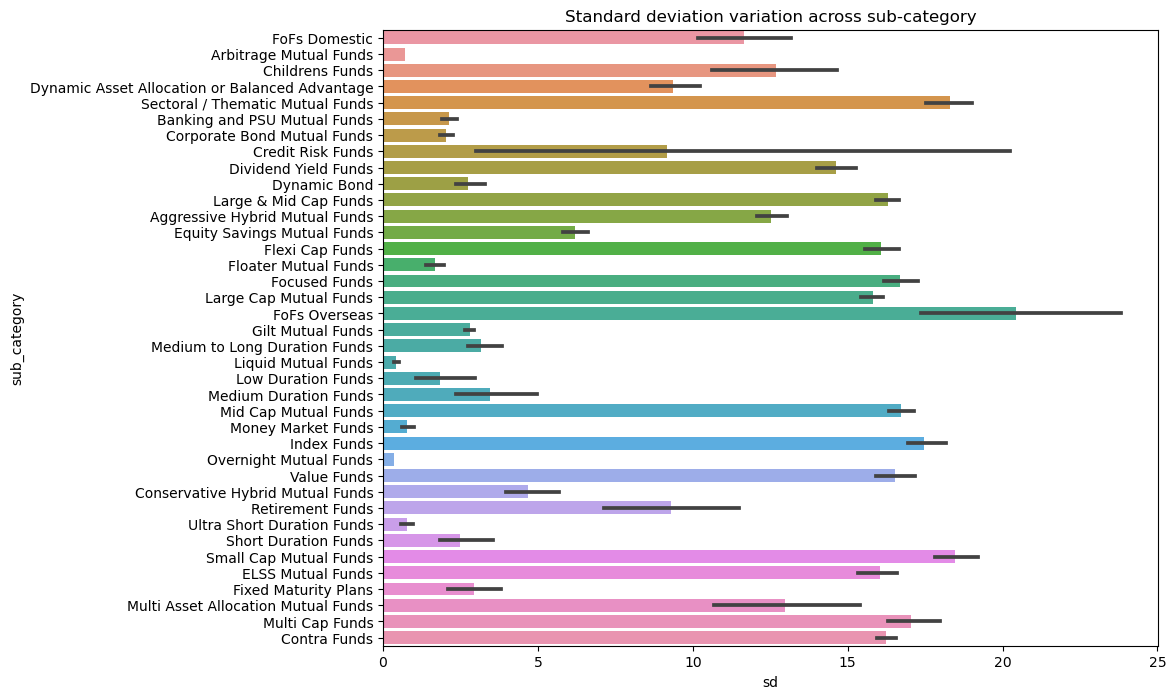 Standard deviation variation across sub-category
sub_category
FoFs Domestic
Arbitrage Mutual Funds
Childrens Funds
Dynamic Asset Allocation or Balanced Advantage
Sectoral / Thematic Mutual Funds
Banking and PSU Mutual Funds
Corporate Bond Mutual Funds
Credit Risk Funds
Dividend Yield Funds
Dynamic Bond
Large & Mid Cap Funds
Aggressive Hybrid Mutual Funds
Equity Savings Mutual Funds
Flexi Cap Funds
Floater Mutual Funds
Focused Funds
Large Cap Mutual Funds
FoFs Overseas
Gilt Mutual Funds
Medium to Long Duration Funds
Liquid Mutual Funds
Low Duration Funds
Medium Duration Funds
Mid Cap Mutual Funds
Money Market Funds
Index Funds
Overnight Mutual Funds
Value Funds
Conservative Hybrid Mutual Funds
Retirement Funds
Ultra Short Duration Funds
Short Duration Funds
Small Cap Mutual Funds
ELSS Mutual Funds
Fixed Maturity Plans
Multi Asset Allocation Mutual Funds
Multi Cap Funds
Contra Funds
0 5 10 15 20 25
sd